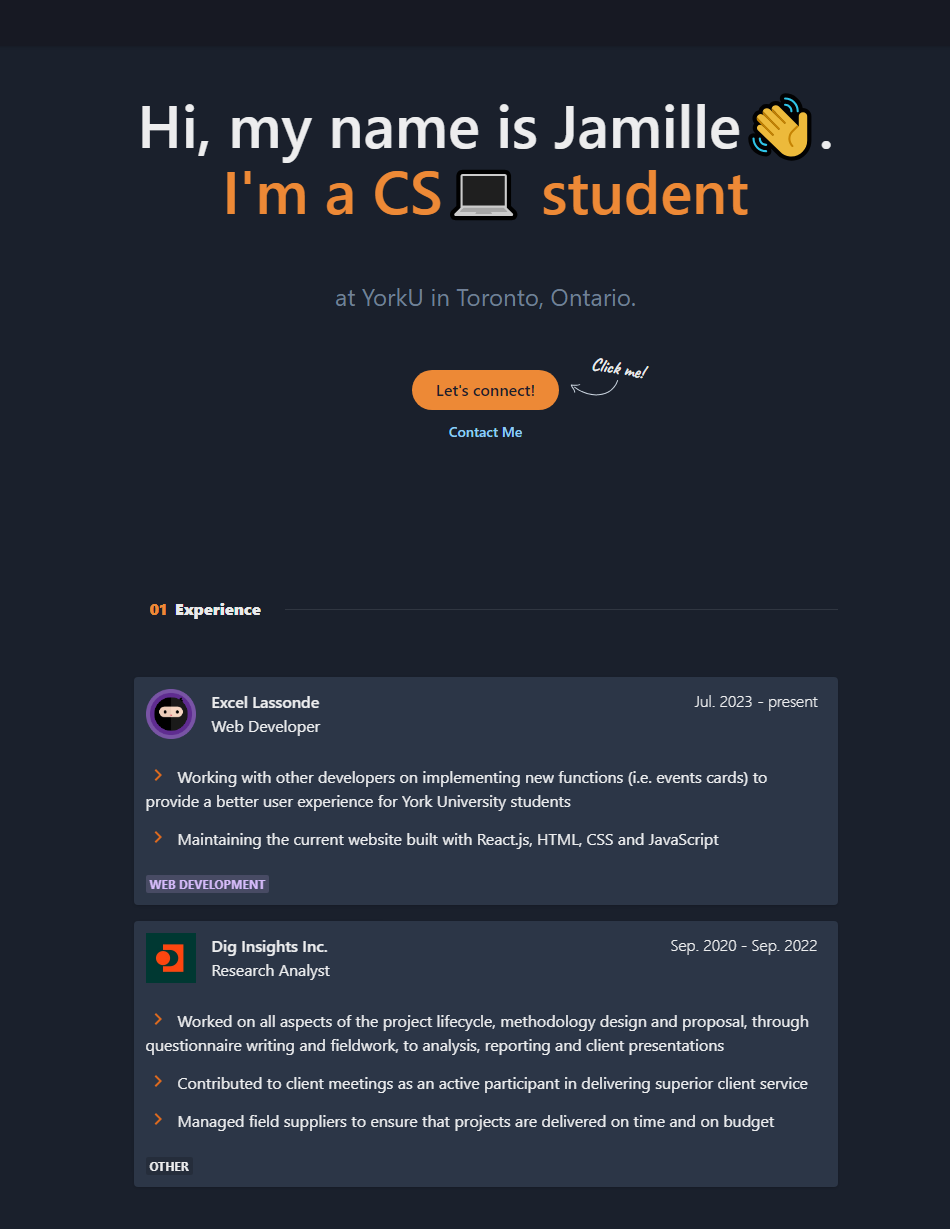 Hi, my name is Jamille👋.
I'm a CS💻 student
at YorkU in Toronto, Ontario.
Click me!
Let's connect!
Contact Me
01 Experience
Excel Lassonde
Jul. 2023 - present
Web Developer
Working with other developers on implementing new functions (i.e. events cards) to
provide a better user experience for York University students
Maintaining the current website built with React.js, HTML, CSS and JavaScript
WEB DEVELOPMENT
Dig Insights Inc.
Sep. 2020 - Sep. 2022
Research Analyst
Worked on all aspects of the project lifecycle, methodology design and proposal, through
questionnaire writing and fieldwork, to analysis, reporting and client presentations
Contributed to client meetings as an active participant in delivering superior client service
Managed field suppliers to ensure that projects are delivered on time and on budget
OTHER